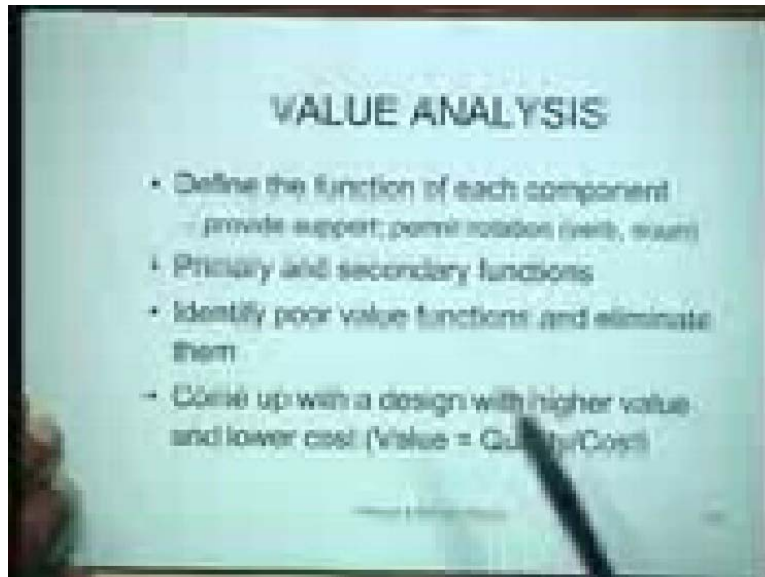 VALUE ANALYSIS
• Define the function of each component
– provide support; permit rotation (verb, noun)
• Primary and secondary functions
• Identify poor value functions and eliminate
them
• Come up with a design with higher value
and lower cost (Value = Quality/Cost)